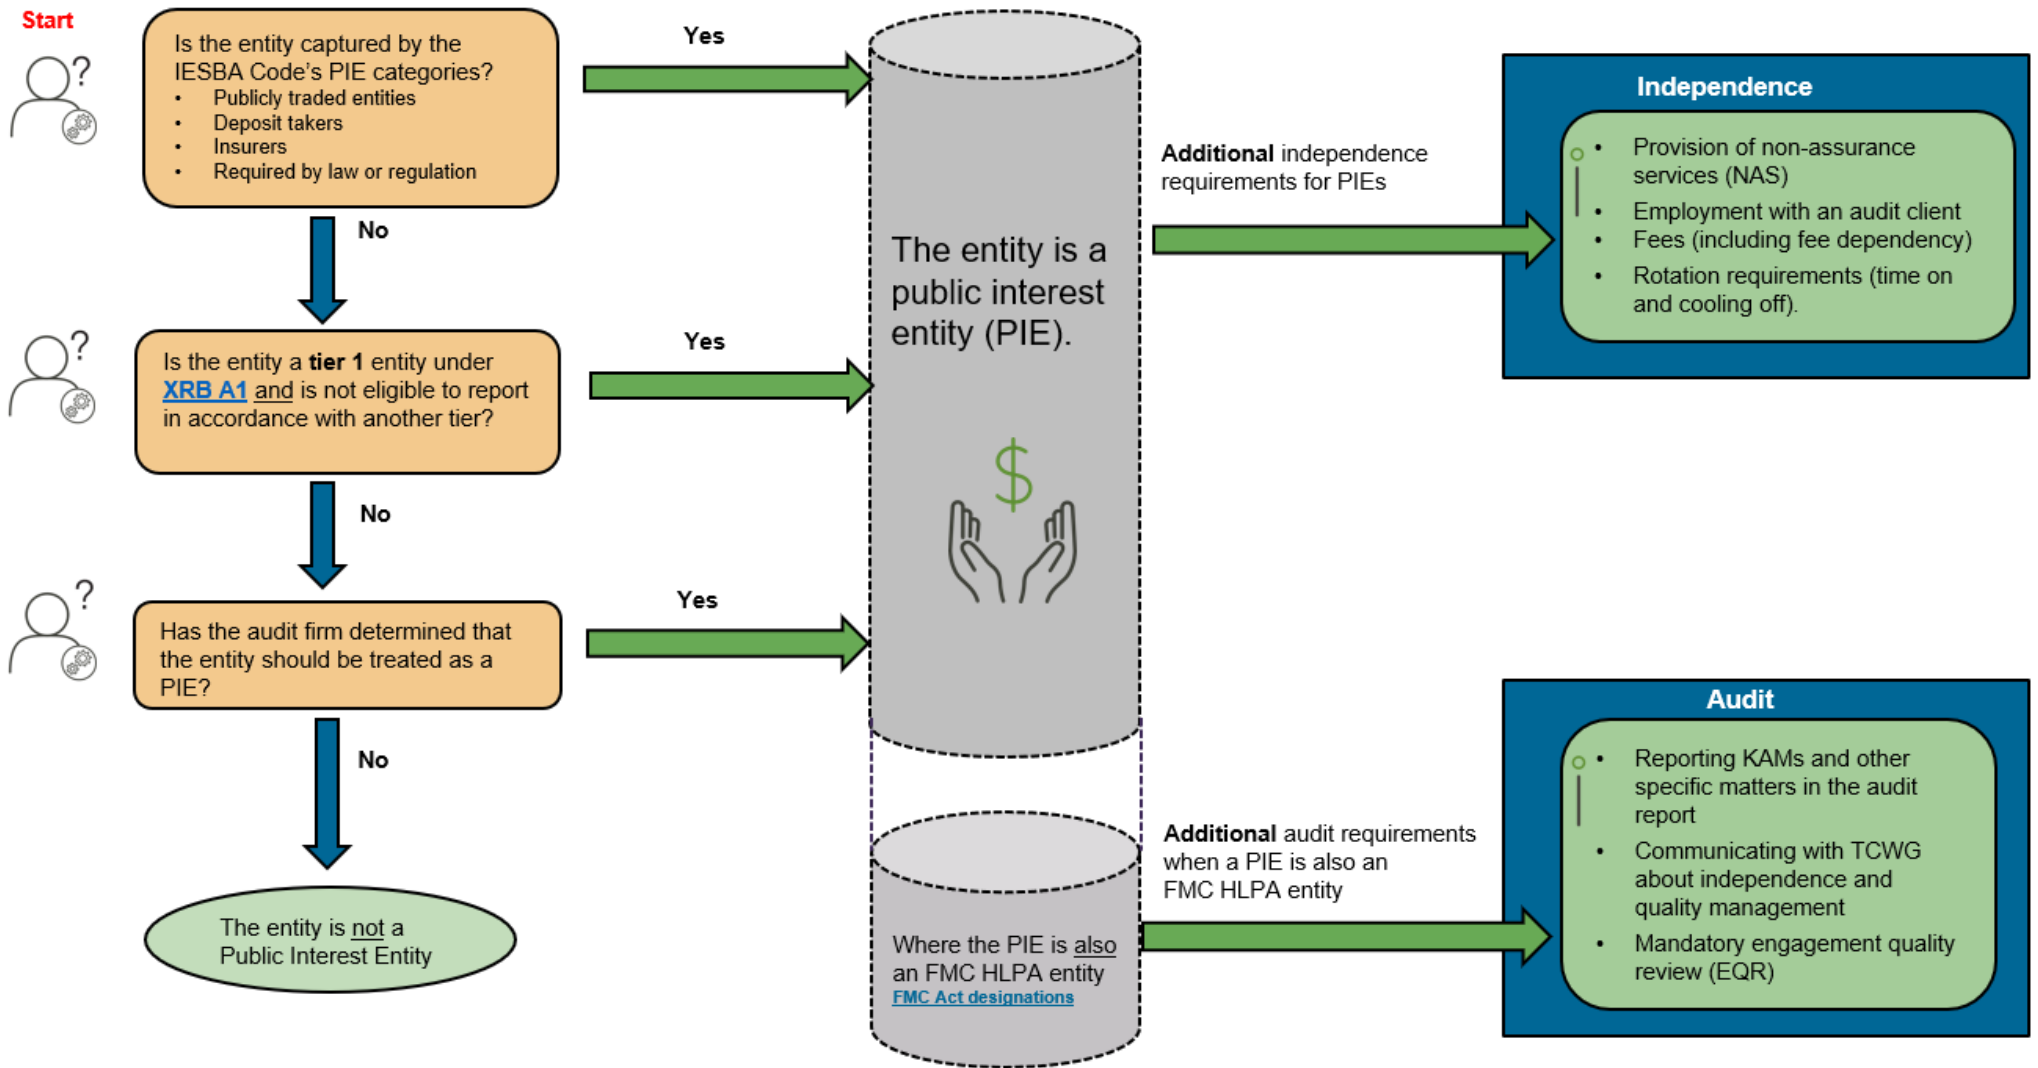 Start
Is the entity captured by the
IESBA Code's PIE categories?
• Publicly traded entities
• Deposit takers
• Insurers
• Required by law or regulation
Yes
No
?
Is the entity a tier 1 entity under
XRB A1 and is not eligible to report
in accordance with another tier?
Yes
No
?
Has the audit firm determined that
the entity should be treated as a
PIE?
Yes
No
?
The entity is not a
Public Interest Entity
The entity is a
public interest
entity (PIE).
$
Where the PIE is also
an FMC HLPA entity
FMC Act designations
Additional independence
requirements for PIEs
Independence
• Provision of non-assurance
services (NAS)
• Employment with an audit client
• Fees (including fee dependency)
• Rotation requirements (time on
and cooling off).
Additional audit requirements
when a PIE is also an
FMC HLPA entity
Audit
• Reporting KAMs and other
specific matters in the audit
report
• Communicating with TCWG
about independence and
quality management
• Mandatory engagement quality
review (EQR)